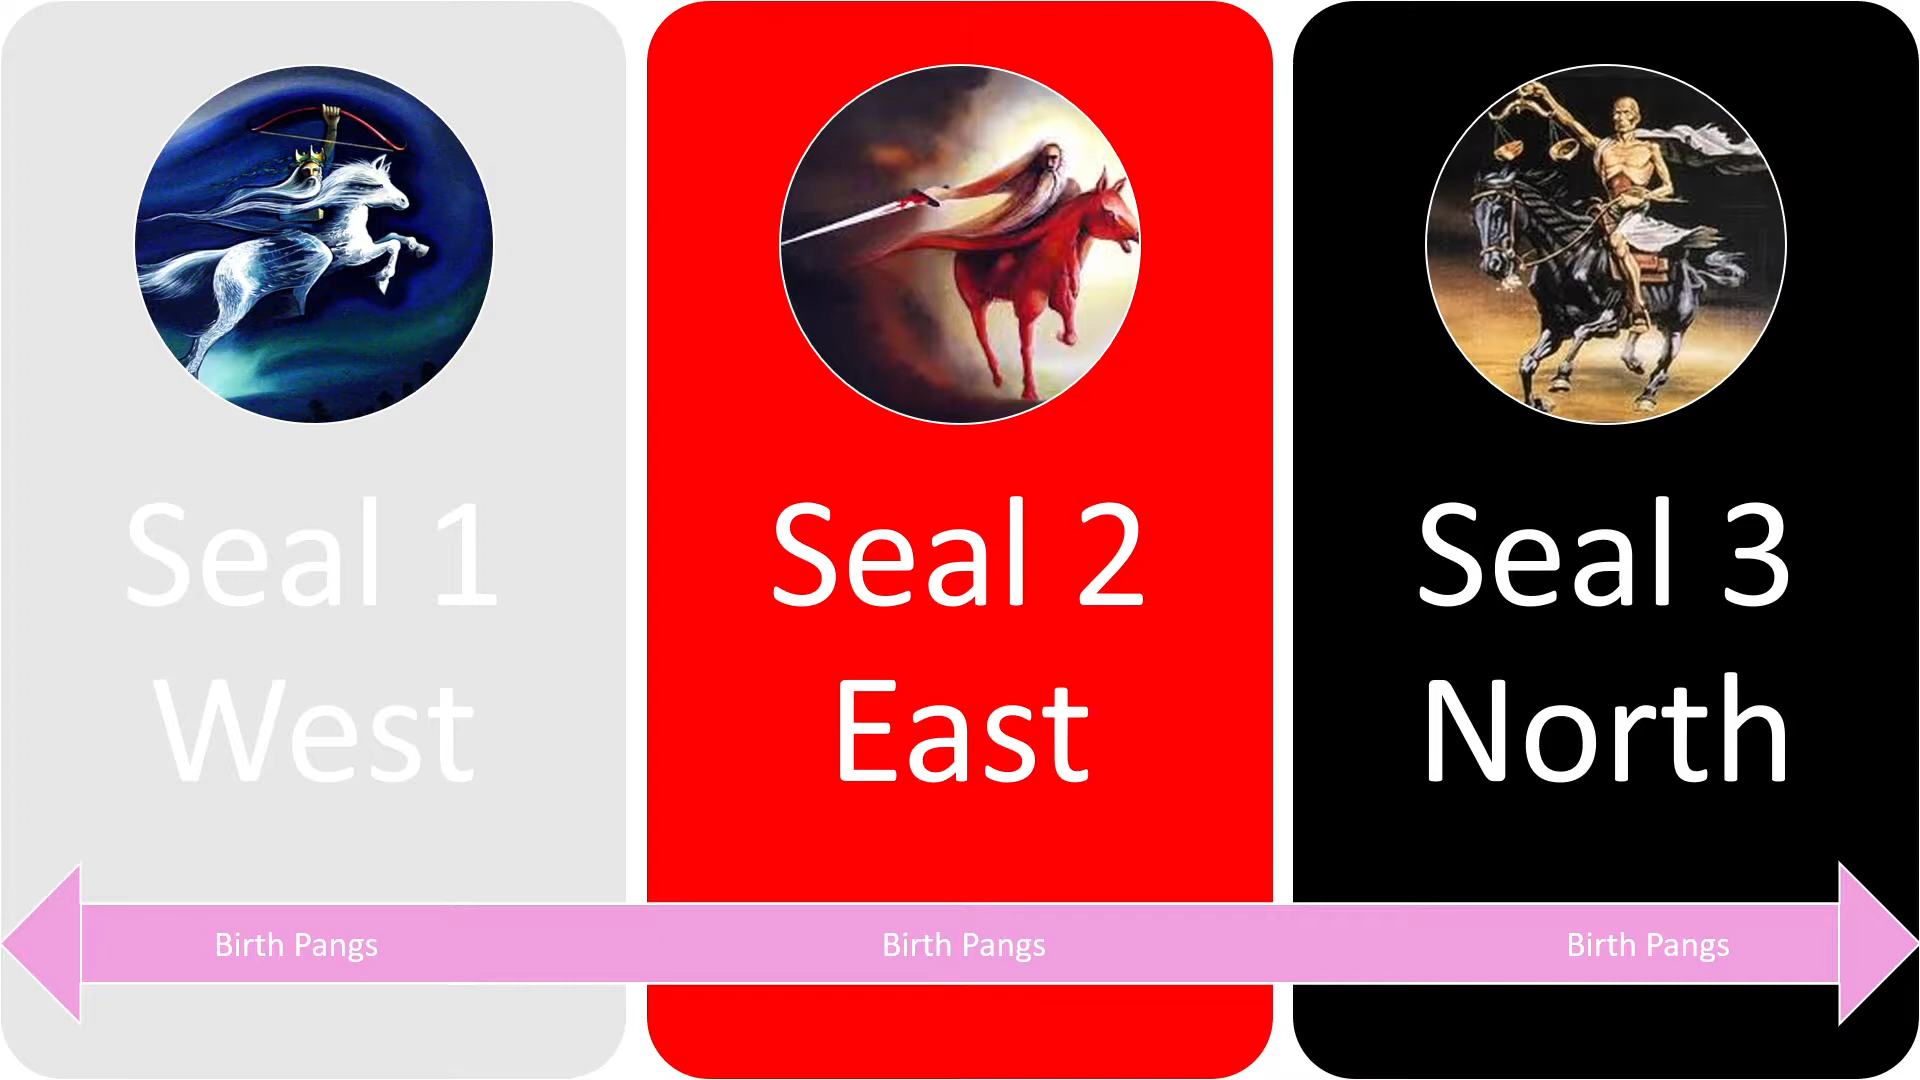 Seal 1
West
Seal 2
East
Seal 3
North
Birth Pangs
Birth Pangs
Birth Pangs